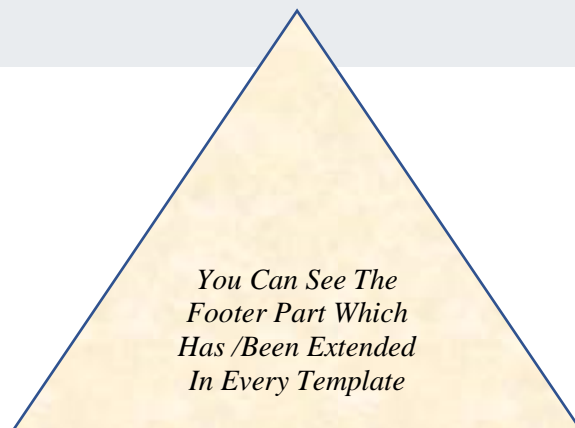 You Can See The
Footer Part Which
Has /Been Extended
In Every Template